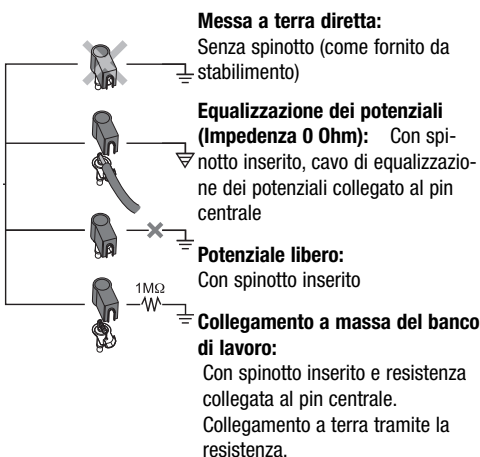 Messa a terra diretta:
Senza spinotto (come fornito da
stabilimento)
Equalizzazione dei potenziali
(Impedenza 0 Ohm): Con spi-
notto inserito, cavo di equalizzazio-
ne dei potenziali collegato al pin
centrale
Potenziale libero:
Con spinotto inserito
1MΩ
Collegamento a massa del banco
di lavoro:
Con spinotto inserito e resistenza
collegata al pin centrale.
Collegamento a terra tramite la
resistenza.